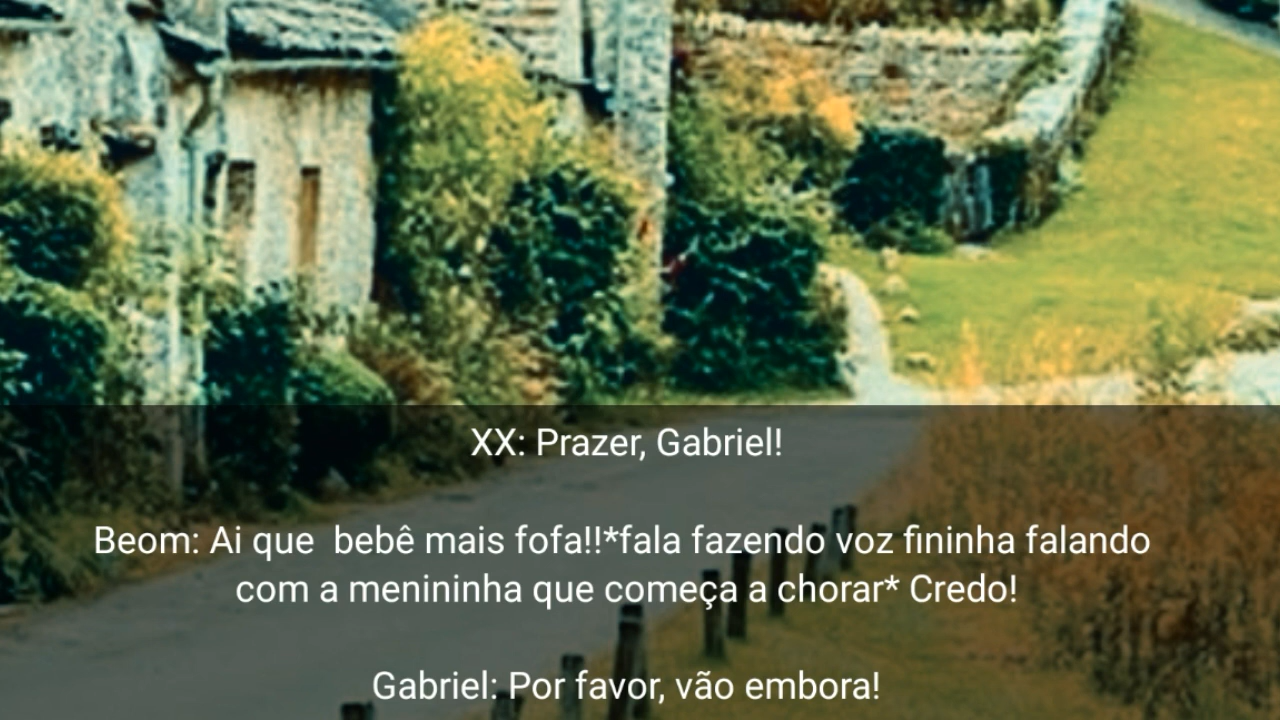 XX: Prazer, Gabriel!
Beom: Ai que  bebê mais fofa!!*fala fazendo voz fininha falando
com a menininha que começa a chorar* Credo!
Gabriel: Por favor, vão embora!